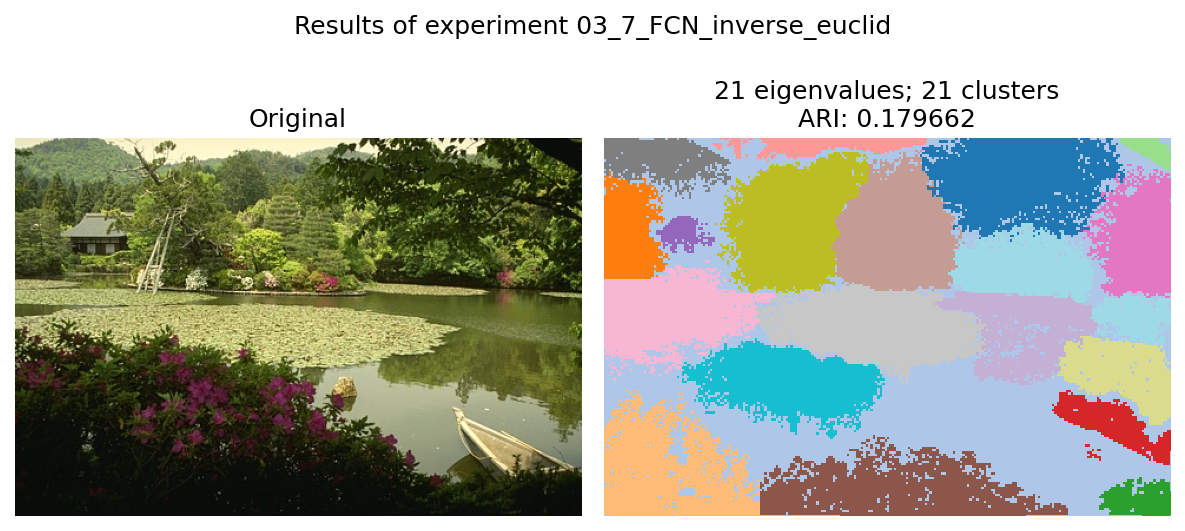 Results of experiment 03_7_FCN_inverse_euclid
Original
21 eigenvalues; 21 clusters
ARI: 0.179662